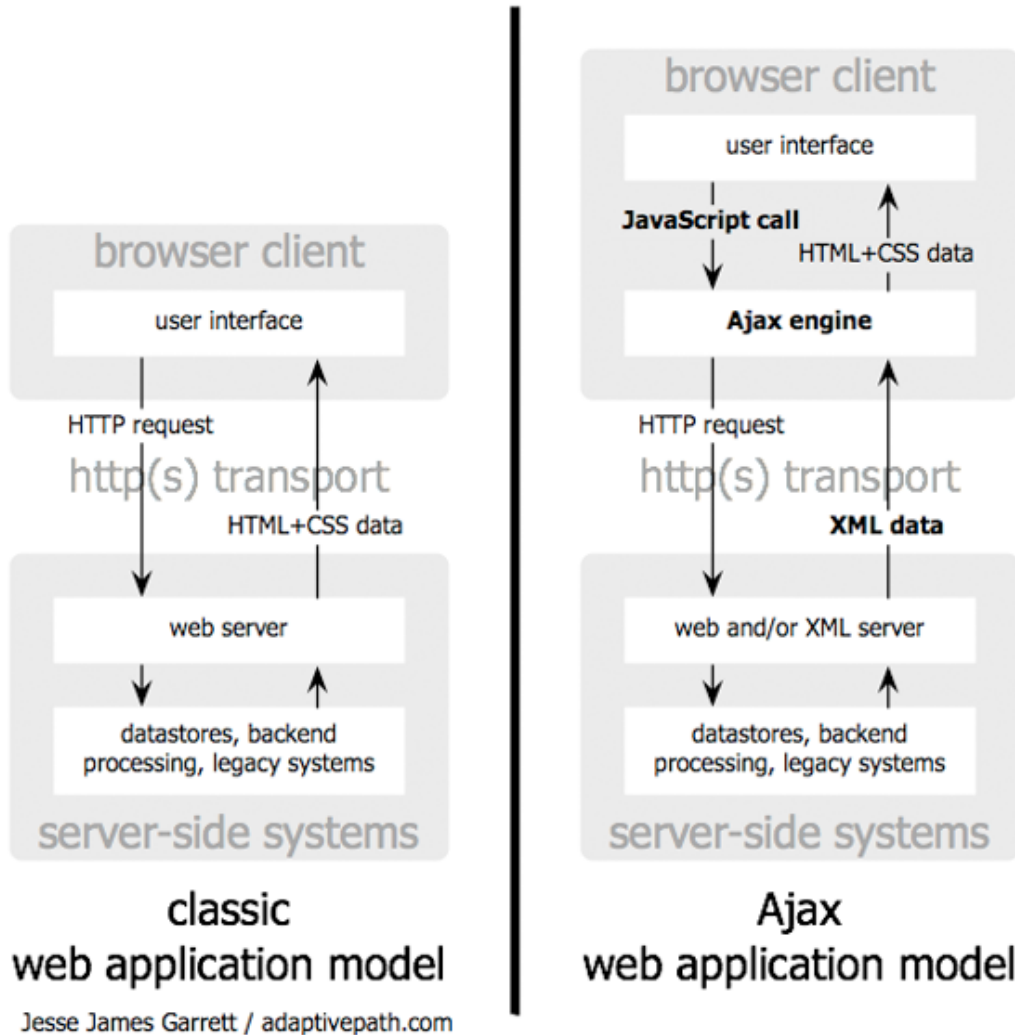 browser client
user interface
HTTP request
http(s) transport
HTML+CSS data
web server
datastores, backend
processing, legacy systems
server-side systems
classic
web application model
Jesse James Garrett / adaptivepath.com
browser client
user interface
JavaScript call
HTML+CSS data
Ajax engine
HTTP request
http(s) transport
XML data
web and/or XML server
datastores, backend
processing, legacy systems
server-side systems
Ajax
web application model